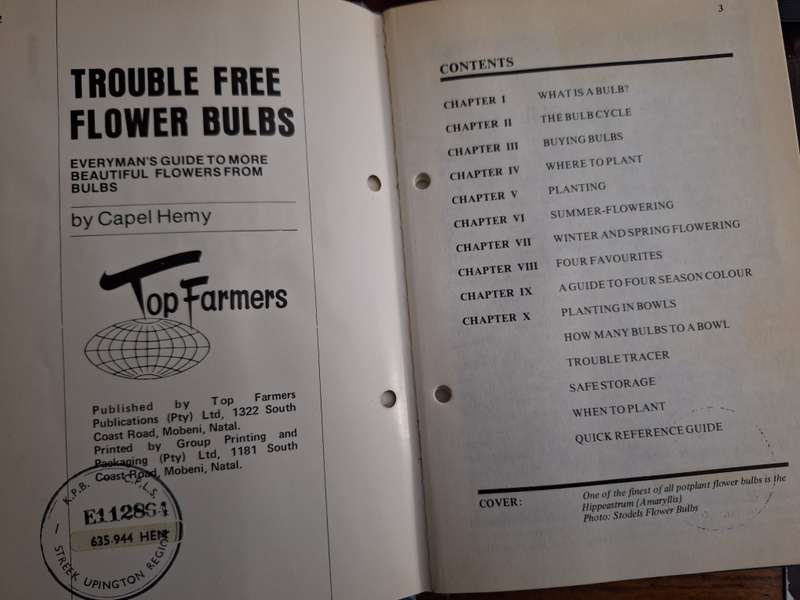 TROUBLE FREE
FLOWER BULBS
EVERYMAN'S GUIDE TO MORE
BEAUTIFUL FLOWERS FROM
BULBS
by Capel Hemy
Top Farmers
Published by Top Farmers
Publications (Pty) Ltd, 1322 South
Coast Road, Mobeni, Natal.
Printed by Group Printing and
Packaging (Pty) Ltd, 1181 South
Coast Road, Mobeni, Natal.
K.P.B. C.P.L.S.
E112864
635.944 HEM
STREEK UPINGTON REGION
3
CONTENTS
CHAPTER I WHAT IS A BULB?
CHAPTER II THE BULB CYCLE
CHAPTER III BUYING BULBS
CHAPTER IV WHERE TO PLANT
CHAPTER V PLANTING
CHAPTER VI SUMMER-FLOWERING
CHAPTER VII WINTER AND SPRING FLOWERING
CHAPTER VIII FOUR FAVOURITES
CHAPTER IX A GUIDE TO FOUR SEASON COLOUR
CHAPTER X PLANTING IN BOWLS
HOW MANY BULBS TO A BOWL
TROUBLE TRACER
SAFE STORAGE
WHEN TO PLANT
QUICK REFERENCE GUIDE
COVER: One of the finest of all potplant flower bulbs is the
Hippeastrum (Amaryllis)
Photo: Stodels Flower Bulbs